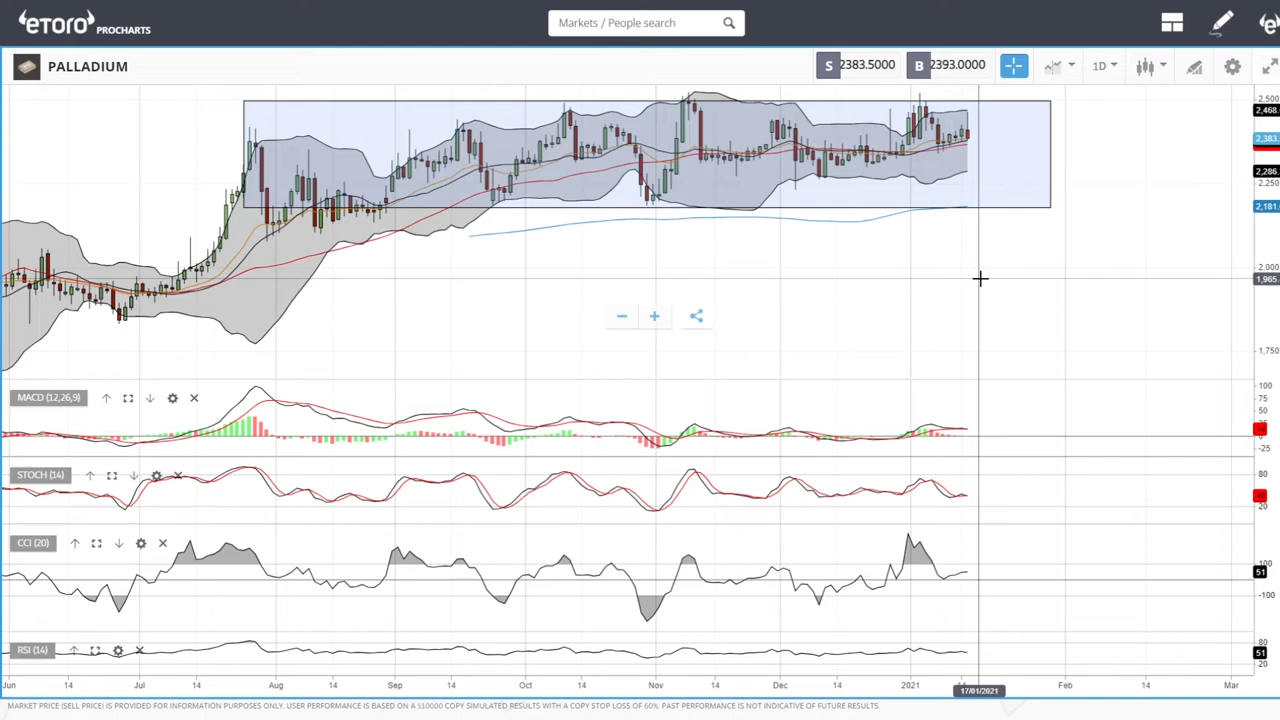 eToro PROCHARTS
Markets / People search
PALLADIUM
S 2383.5000 B 2393.0000 1D
2,500
2,468.
2,383.
2,286.
2,250
2,181.
2,000
1,965.
1,750
MACD (12,26,9)
100
75
50
-25
STOCH (14)
80
20
CCI (20)
100
51
-100
RSI (14)
80
51
20
Jun 14 Jul 14 Aug 14 Sep 14 Oct 14 Nov 14 Dec 14 2021 Feb 14 Mar
17/01/2021
MARKET PRICE (SELL PRICE) IS PROVIDED FOR INFORMATION PURPOSES ONLY. USER PERFORMANCE IS BASED ON A $10000 COPY SIMULATED RESULTS WITH A COPY STOP LOSS OF 60%. PAST PERFORMANCE IS NOT INDICATIVE OF FUTURE RESULTS.